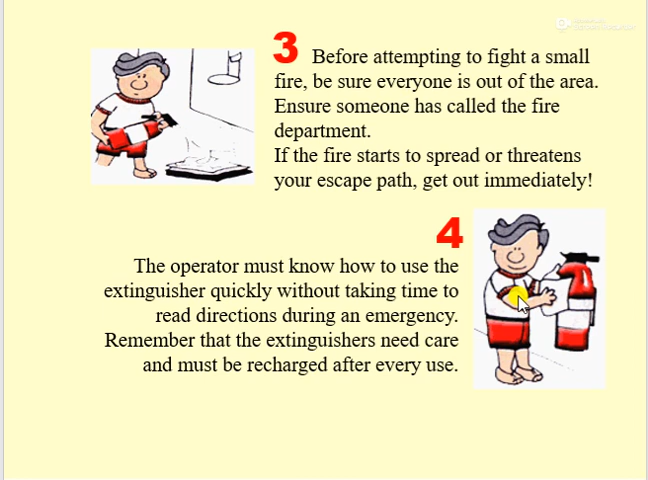 3 Before attempting to fight a small
fire, be sure everyone is out of the area.
Ensure someone has called the fire
department.
If the fire starts to spread or threatens
your escape path, get out immediately!
4
The operator must know how to use the
extinguisher quickly without taking time to
read directions during an emergency.
Remember that the extinguishers need care
and must be recharged after every use.